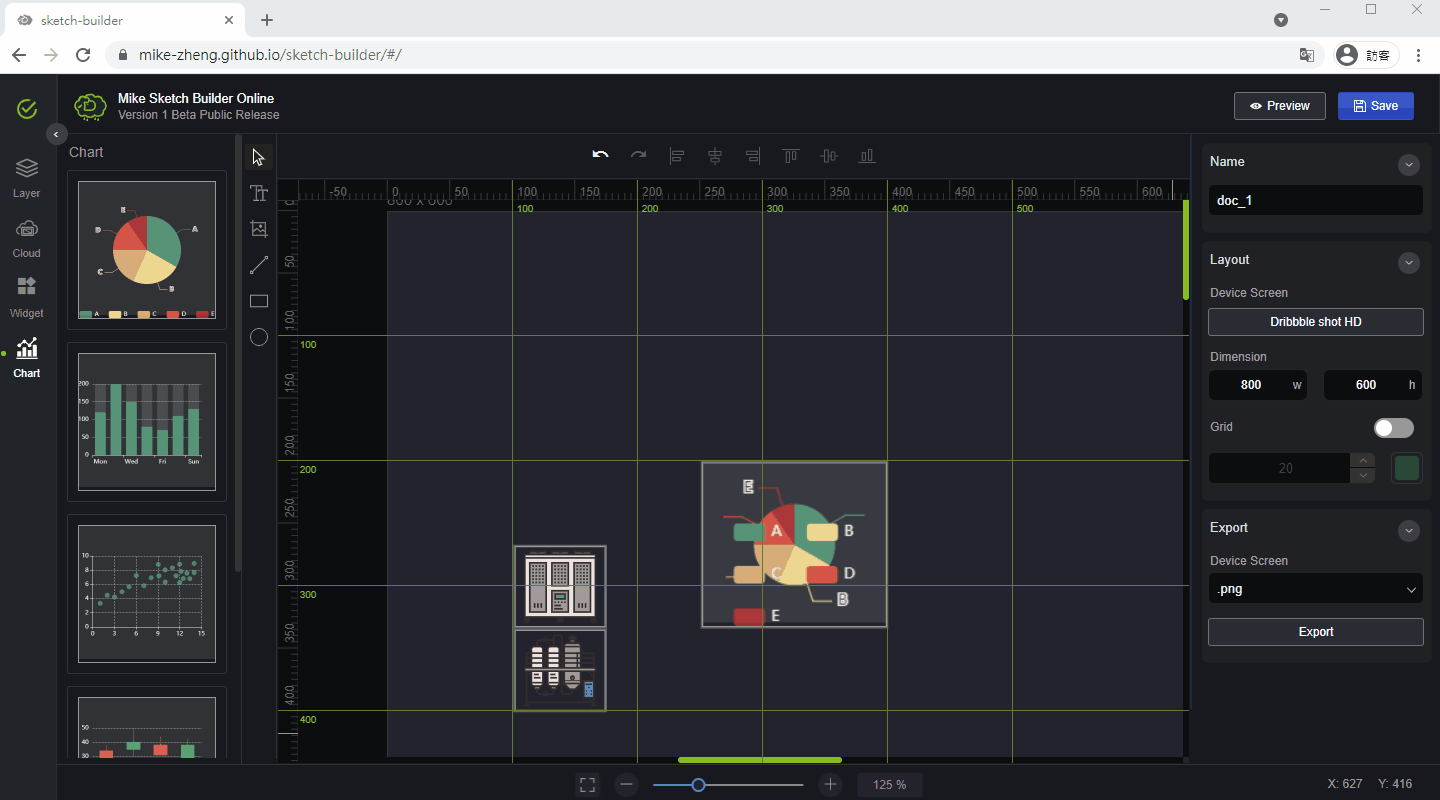 sketch-builder
mike-zheng.github.io/sketch-builder/#/
訪客
Mike Sketch Builder Online
Version 1 Beta Public Release
Preview
Save
Layer
Cloud
Widget
Chart
Chart
E
D
A
C
B
A B C D E
200
150
100
50
0
Mon Wed Fri Sun
10
8
6
4
2
0
0 3 6 9 12 15
50
40
30
-50 0 50 100 150 200 250 300 350 400 450 500 550 600
100 200 300 400 500
800 x 600
0
50
100
100
150
200
200
250
300
300
350
400
400
E
A B
C D
B
E
Name
doc_1
Layout
Device Screen
Dribbble shot HD
Dimension
800 w 600 h
Grid
20
Export
Device Screen
.png
Export
125 %
X: 627 Y: 416